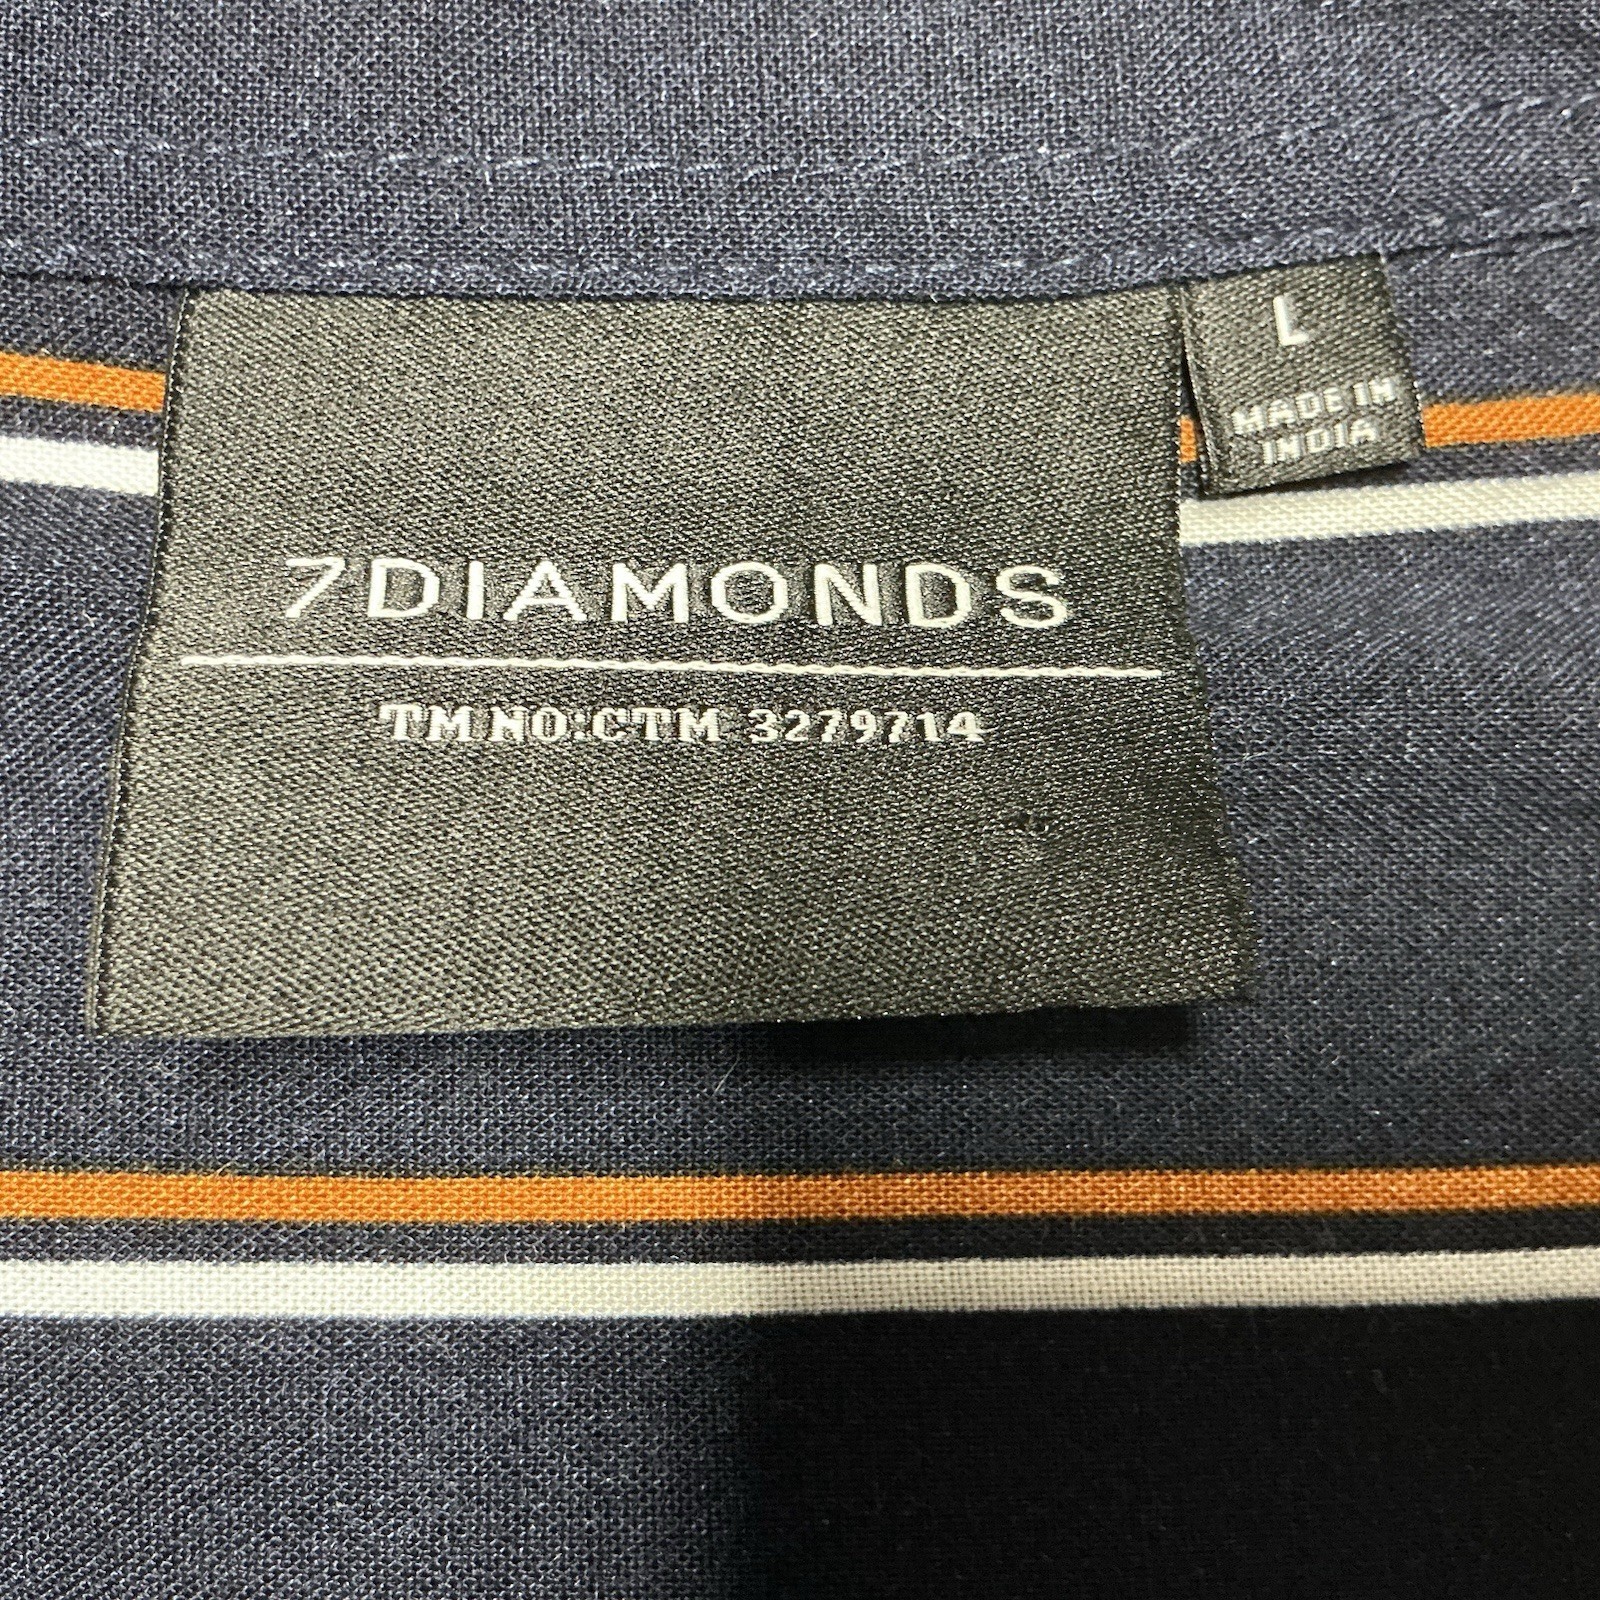 L
MADE IN
INDIA
7DIAMONDS
TM NO:CTM 3279714